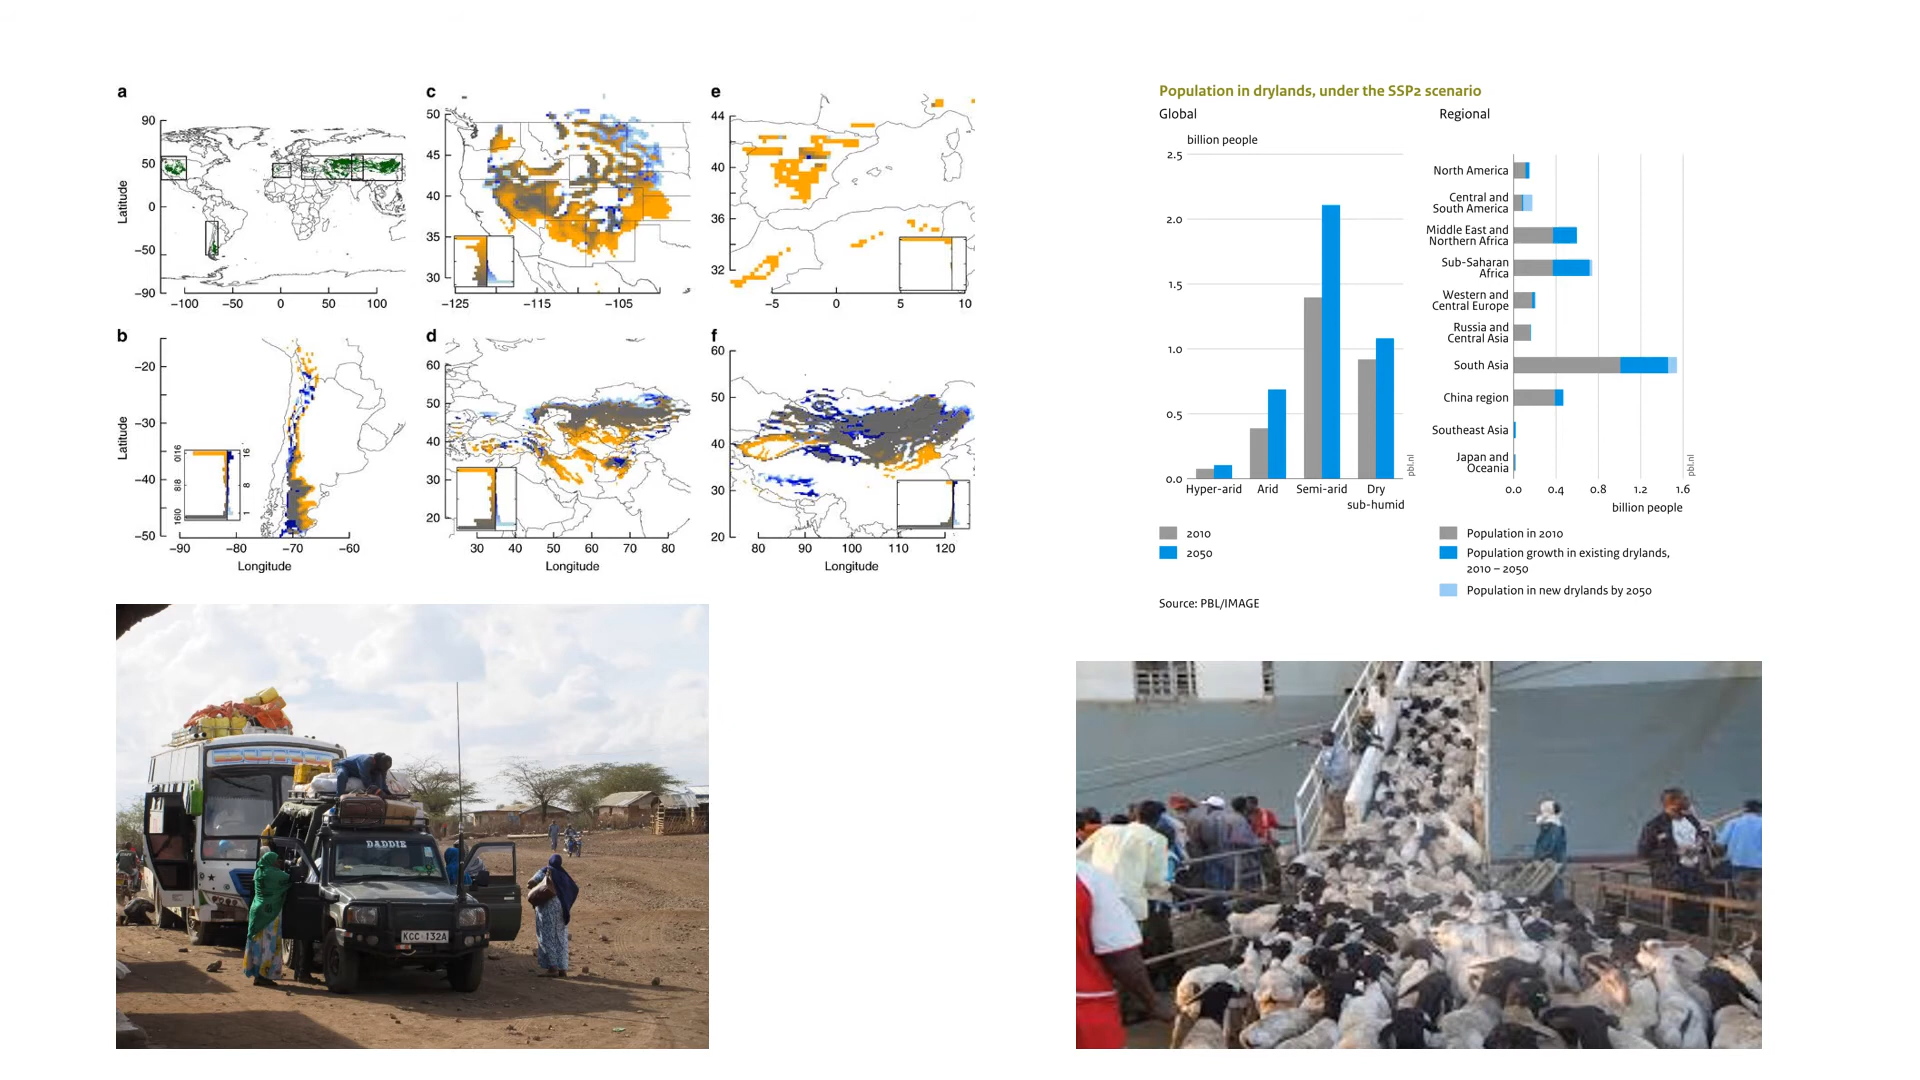 a
90
50
0
−50
−90
Latitude
−100
−50
0
50
100
c
50
45
40
35
30
−125
−115
−105
e
44
40
36
32
−5
0
5
10
b
−20
−30
−40
−50
Latitude
−90
−80
−70
−60
Longitude
16
8
1
d
60
50
40
30
20
30
40
50
60
70
80
Longitude
f
60
50
40
30
20
80
90
100
110
120
Longitude
Population in drylands, under the SSP2 scenario
Global
billion people
2.5
2.0
1.5
1.0
0.5
0.0
Hyper-arid
Arid
Semi-arid
Dry
sub-humid
pbl.nl
2010
2050
Source: PBL/IMAGE
Regional
North America
Central and
South America
Middle East and
Northern Africa
Sub-Saharan
Africa
Western and
Central Europe
Russia and
Central Asia
South Asia
China region
Southeast Asia
Japan and
Oceania
0.0
0.4
0.8
1.2
1.6
billion people
pbl.nl
Population in 2010
Population growth in existing drylands,
2010 – 2050
Population in new drylands by 2050
DADDIE
KCC 132A